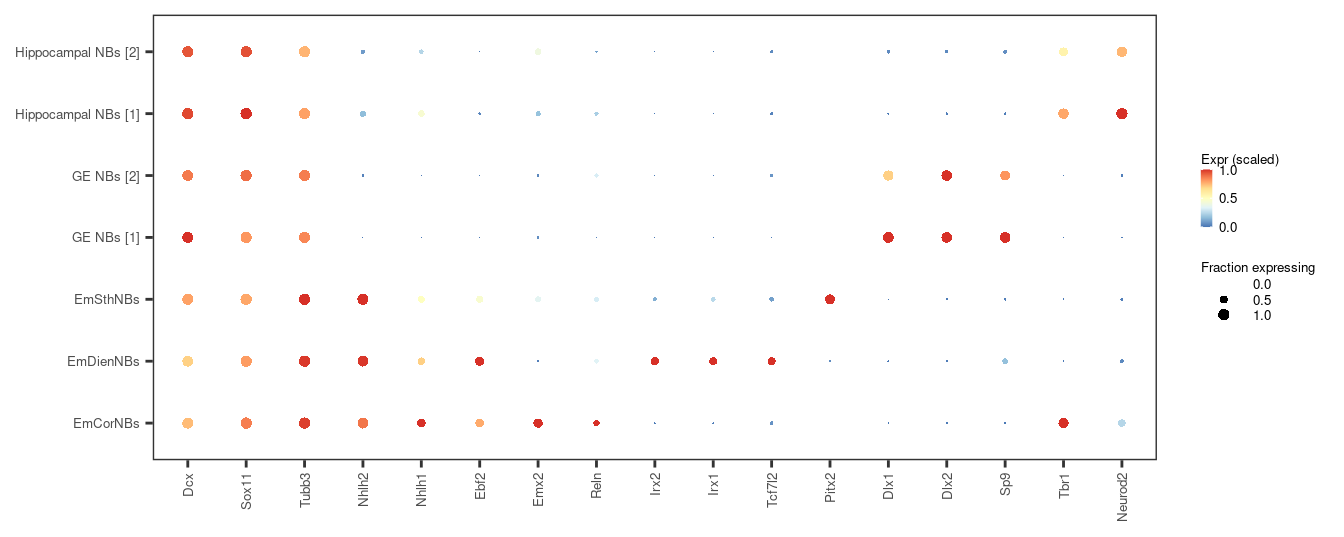 Hippocampal NBs [2]
Hippocampal NBs [1]
GE NBs [2]
GE NBs [1]
EmSthNBs
EmDienNBs
EmCorNBs
Dcx
Sox11
Tubb3
Nhlh2
Nhlh1
Ebf2
Emx2
Reln
Irx2
Irx1
Tcf7l2
Pitx2
Dlx1
Dlx2
Sp9
Tbr1
Neurod2
Expr (scaled)
1.0
0.5
0.0
Fraction expressing
0.0
0.5
1.0